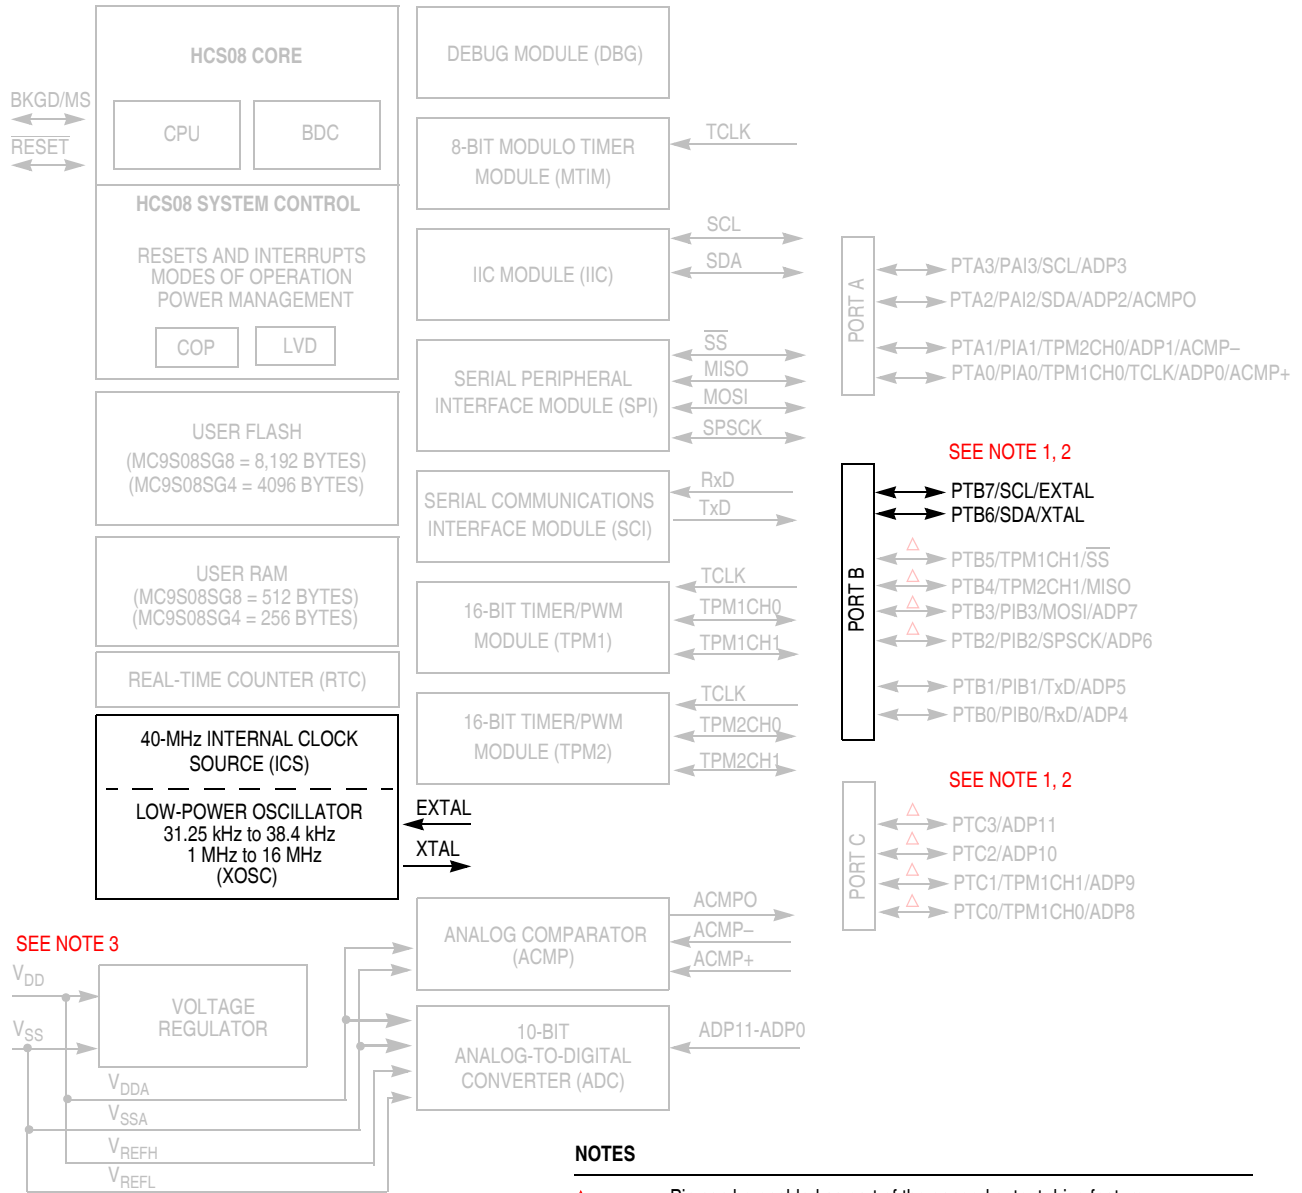 HCS08 CORE
BKGD/MS
RESET
CPU
BDC
HCS08 SYSTEM CONTROL
RESETS AND INTERRUPTS
MODES OF OPERATION
POWER MANAGEMENT
COP
LVD
USER FLASH
(MC9S08SG8 = 8,192 BYTES)
(MC9S08SG4 = 4096 BYTES)
USER RAM
(MC9S08SG8 = 512 BYTES)
(MC9S08SG4 = 256 BYTES)
REAL-TIME COUNTER (RTC)
40-MHz INTERNAL CLOCK
SOURCE (ICS)
LOW-POWER OSCILLATOR
31.25 kHz to 38.4 kHz
1 MHz to 16 MHz
(XOSC)
EXTAL
XTAL
SEE NOTE 3
VDD
VSS
VOLTAGE
REGULATOR
VDDA
VSSA
VREFH
VREFL
DEBUG MODULE (DBG)
8-BIT MODULO TIMER
MODULE (MTIM)
TCLK
IIC MODULE (IIC)
SCL
SDA
SERIAL PERIPHERAL
INTERFACE MODULE (SPI)
SS
MISO
MOSI
SPSCK
SERIAL COMMUNICATIONS
INTERFACE MODULE (SCI)
RxD
TxD
16-BIT TIMER/PWM
MODULE (TPM1)
TCLK
TPM1CH0
TPM1CH1
16-BIT TIMER/PWM
MODULE (TPM2)
TCLK
TPM2CH0
TPM2CH1
ANALOG COMPARATOR
(ACMP)
ACMPO
ACMP–
ACMP+
10-BIT
ANALOG-TO-DIGITAL
CONVERTER (ADC)
ADP11-ADP0
PORT A
PTA3/PAI3/SCL/ADP3
PTA2/PAI2/SDA/ADP2/ACMPO
PTA1/PIA1/TPM2CH0/ADP1/ACMP–
PTA0/PIA0/TPM1CH0/TCLK/ADP0/ACMP+
SEE NOTE 1, 2
PORT B
PTB7/SCL/EXTAL
PTB6/SDA/XTAL
PTB5/TPM1CH1/SS
PTB4/TPM2CH1/MISO
PTB3/PIB3/MOSI/ADP7
PTB2/PIB2/SPSCK/ADP6
PTB1/PIB1/TxD/ADP5
PTB0/PIB0/RxD/ADP4
SEE NOTE 1, 2
PORT C
PTC3/ADP11
PTC2/ADP10
PTC1/TPM1CH1/ADP9
PTC0/TPM1CH0/ADP8
NOTES